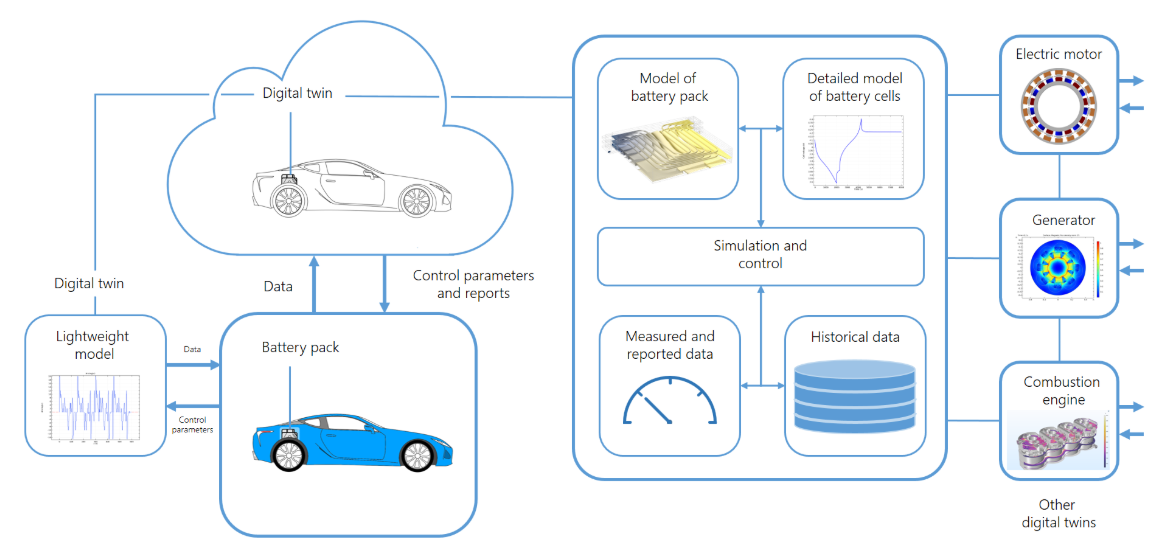 Digital twin
Digital twin
Data
Control parameters
and reports
Lightweight
model
Data
Control
parameters
Battery pack
Model of
battery pack
Detailed model
of battery cells
Simulation and
control
Measured and
reported data
Historical data
Electric motor
Generator
Combustion
engine
Other
digital twins